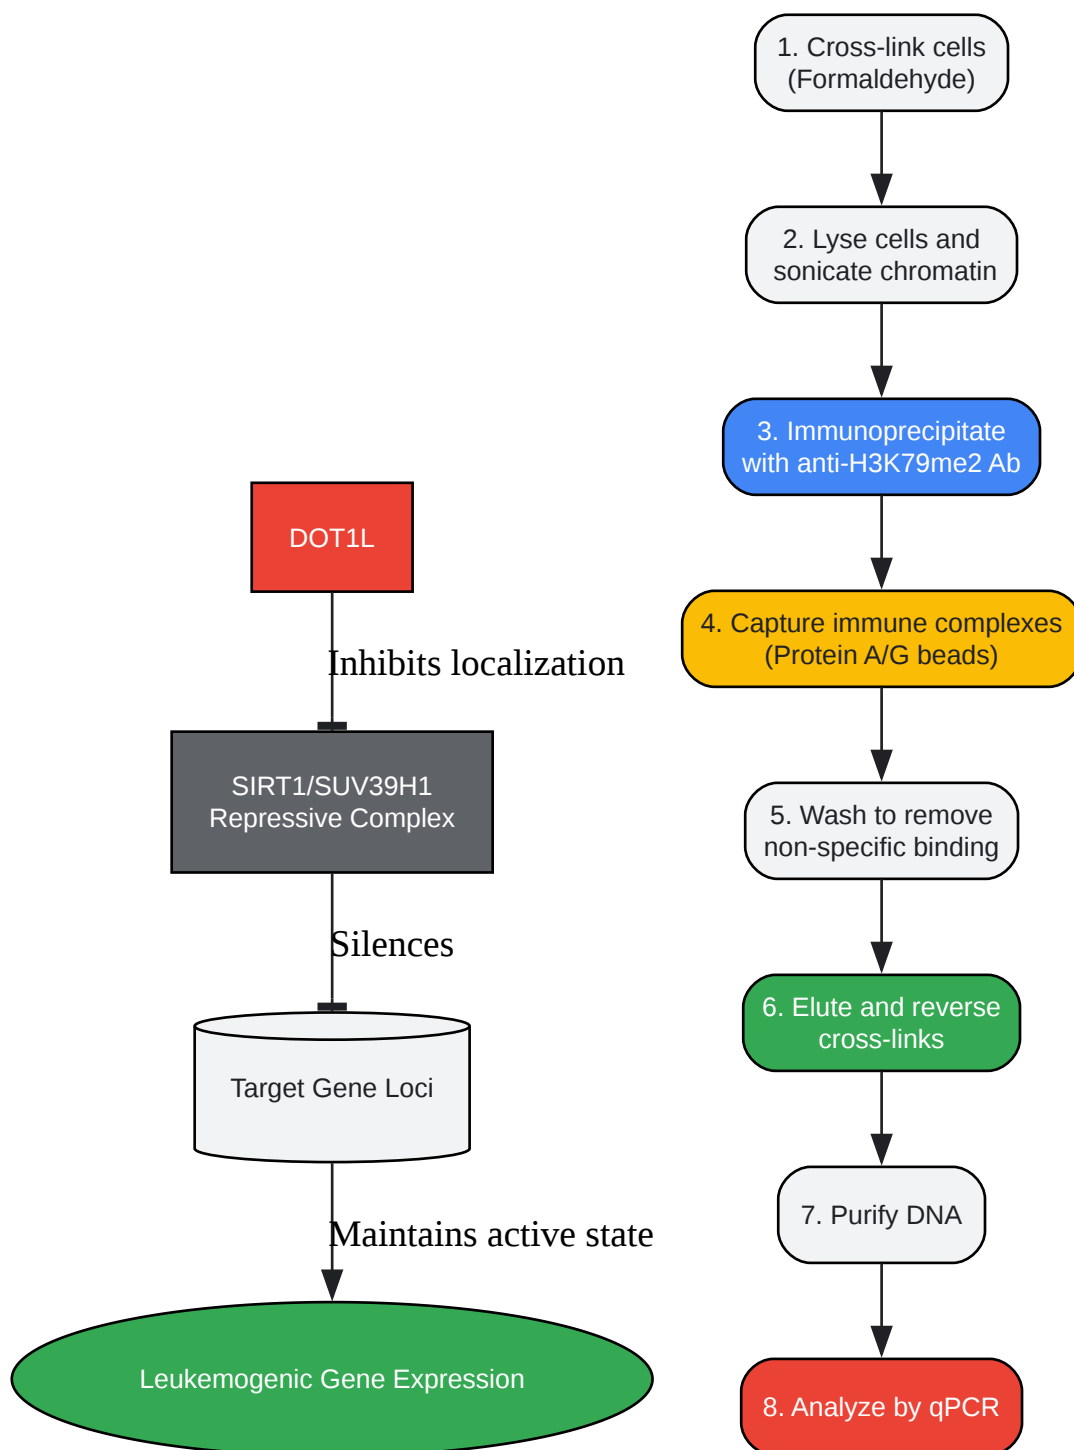 DOT1L
Inhibits localization
SIRT1/SUV39H1
Repressive Complex
Silences
Target Gene Loci
Maintains active state
Leukemogenic Gene Expression
1. Cross-link cells
(Formaldehyde)
2. Lyse cells and
sonicate chromatin
3. Immunoprecipitate
with anti-H3K79me2 Ab
4. Capture immune complexes
(Protein A/G beads)
5. Wash to remove
non-specific binding
6. Elute and reverse
cross-links
7. Purify DNA
8. Analyze by qPCR